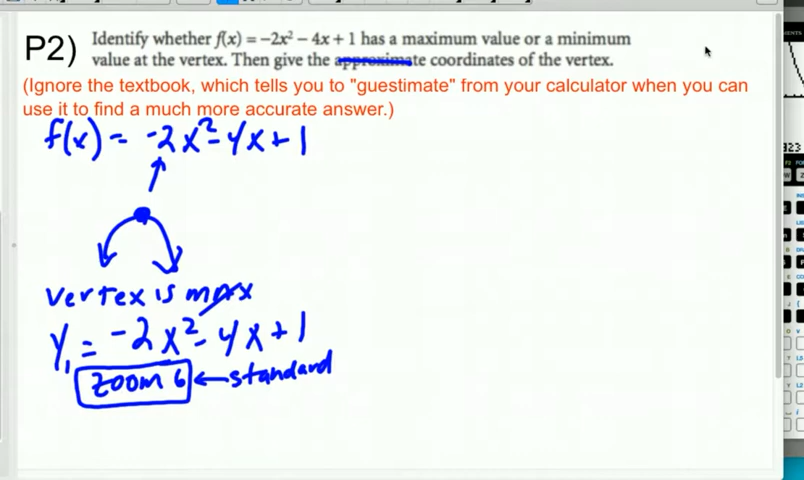 P2) Identify whether f(x) = −2x² − 4x + 1 has a maximum value or a minimum
value at the vertex. Then give the approximate coordinates of the vertex.
(Ignore the textbook, which tells you to "guestimate" from your calculator when you can
use it to find a much more accurate answer.)
f(x) = -2x² - 4x + 1
vertex is max
y₁ = -2x² - 4x + 1
zoom 6 ← standard